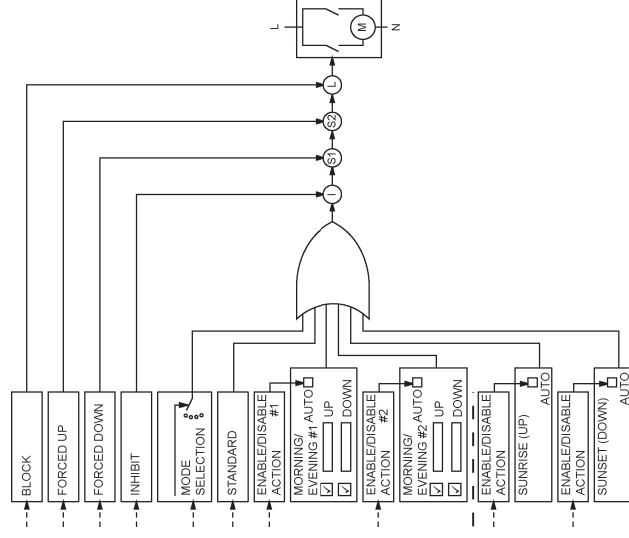 L
M
N
L
S2
S1
I
BLOCK
FORCED UP
FORCED DOWN
INHIBIT
MODE
SELECTION
STANDARD
ENABLE/DISABLE
ACTION #1
MORNING/
EVENING #1 AUTO
UP
DOWN
ENABLE/DISABLE
ACTION #2
MORNING/
EVENING #2 AUTO
UP
DOWN
ENABLE/DISABLE
ACTION
SUNRISE (UP)
AUTO
ENABLE/DISABLE
ACTION
SUNSET (DOWN)
AUTO